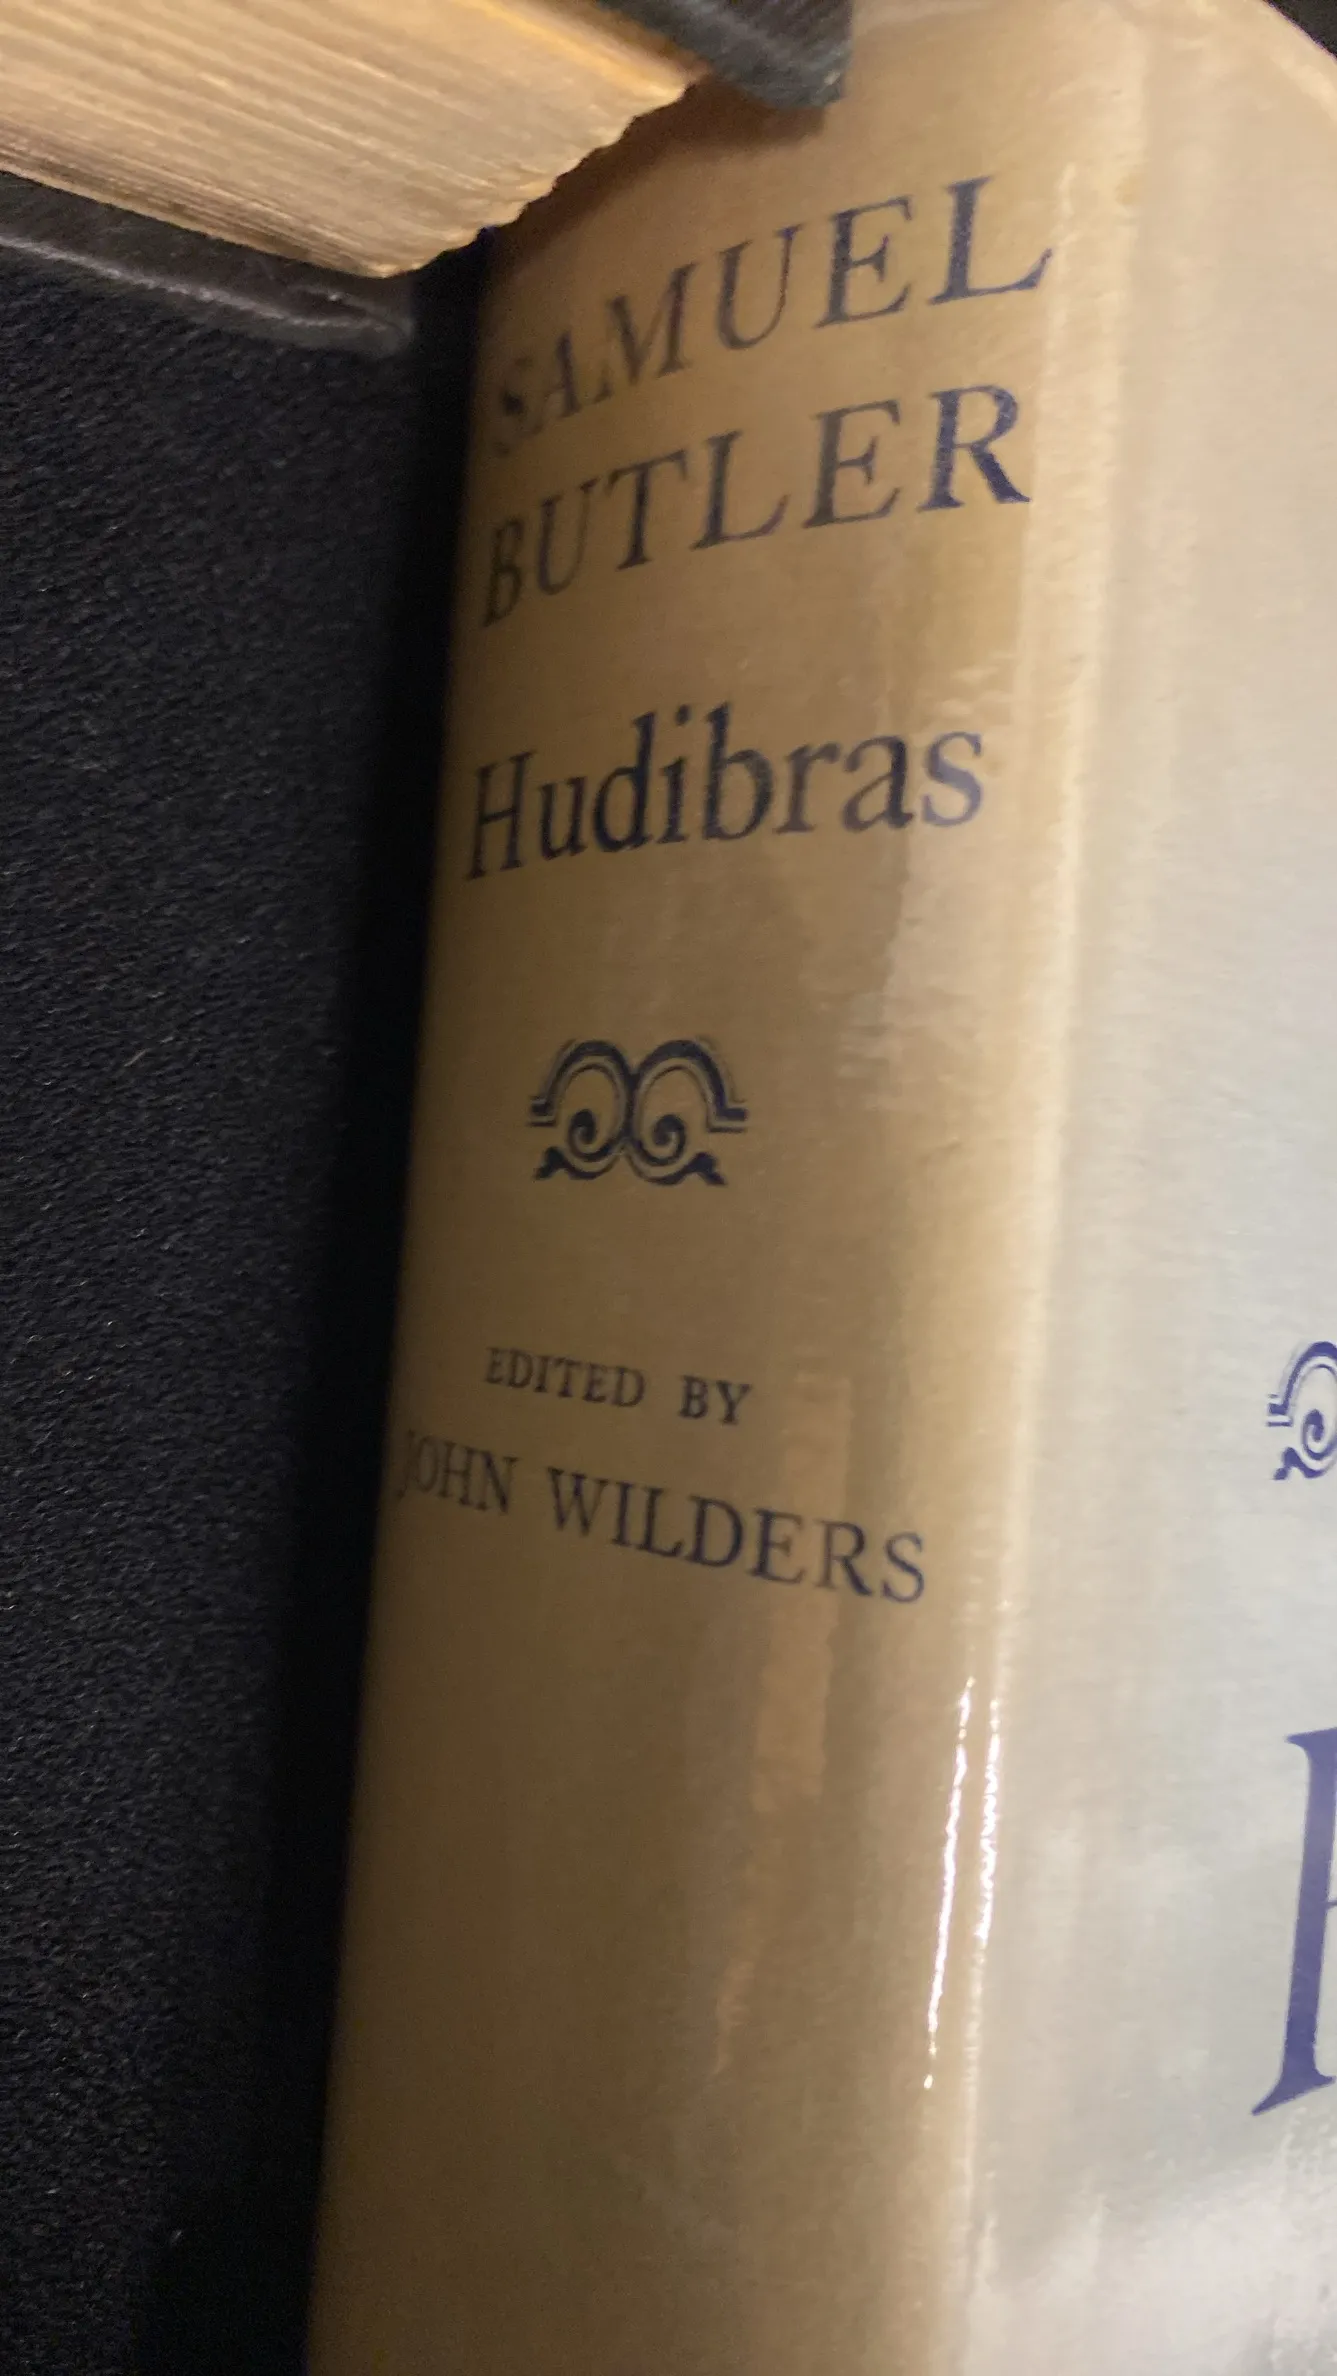 SAMUEL
BUTLER
Hudibras
EDITED BY
JOHN WILDERS